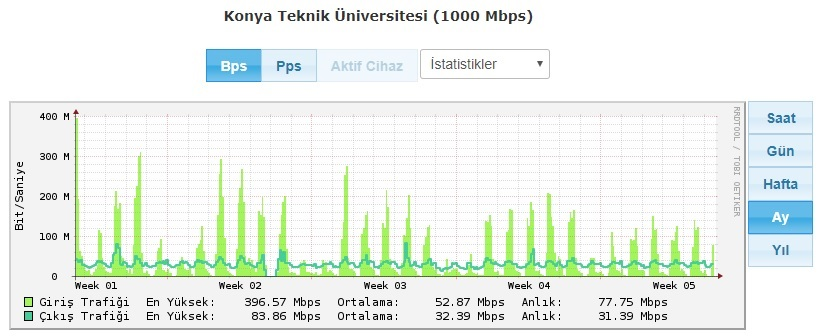 Konya Teknik Üniversitesi (1000 Mbps)
Bps Pps Aktif Cihaz İstatistikler
400 M
300 M
200 M
100 M
0
Bit/Saniye
RRDTOOL / TOBI OETIKER
Week 01 Week 02 Week 03 Week 04 Week 05
Giriş Trafiği En Yüksek: 396.57 Mbps Ortalama: 52.87 Mbps Anlık: 77.75 Mbps
Çıkış Trafiği En Yüksek: 83.86 Mbps Ortalama: 32.39 Mbps Anlık: 31.39 Mbps
Saat
Gün
Hafta
Ay
Yıl